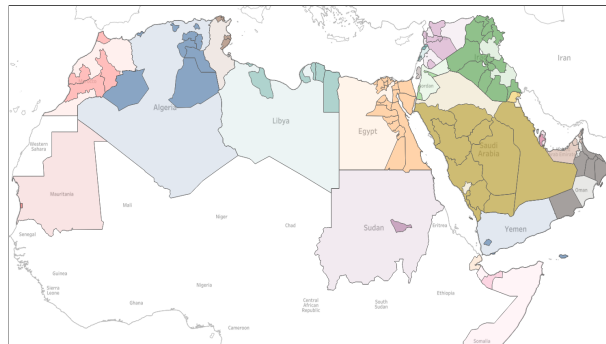 Iran
Algeria
Libya
Egypt
Saudi
Arabia
Western
Sahara
Mauritania
Mali
Niger
Chad
Sudan
Eritrea
Yemen
Oman
Senegal
Guinea
Sierra
Leone
Ghana
Nigeria
Cameroon
Central
African
Republic
South
Sudan
Ethiopia
Somalia